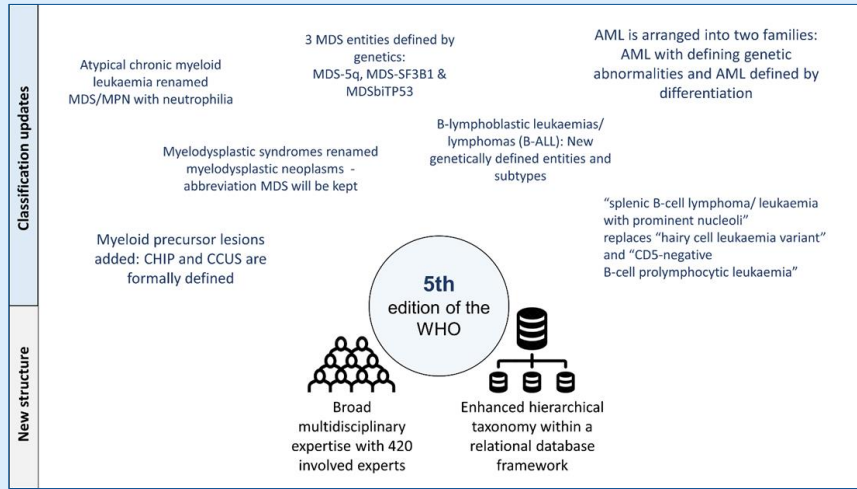 Classification updates
Atypical chronic myeloid
leukaemia renamed
MDS/MPN with neutrophilia
3 MDS entities defined by
genetics:
MDS-5q, MDS-SF3B1 &
MDSbiTP53
AML is arranged into two families:
AML with defining genetic
abnormalities and AML defined by
differentiation
Myelodysplastic syndromes renamed
myelodysplastic neoplasms -
abbreviation MDS will be kept
B-lymphoblastic leukaemias/
lymphomas (B-ALL): New
genetically defined entities and
subtypes
Myeloid precursor lesions
added: CHIP and CCUS are
formally defined
“splenic B-cell lymphoma/ leukaemia
with prominent nucleoli”
replaces “hairy cell leukaemia variant”
and “CD5-negative
B-cell prolymphocytic leukaemia”
5th
edition of the
WHO
New structure
Broad
multidisciplinary
expertise with 420
involved experts
Enhanced hierarchical
taxonomy within a
relational database
framework